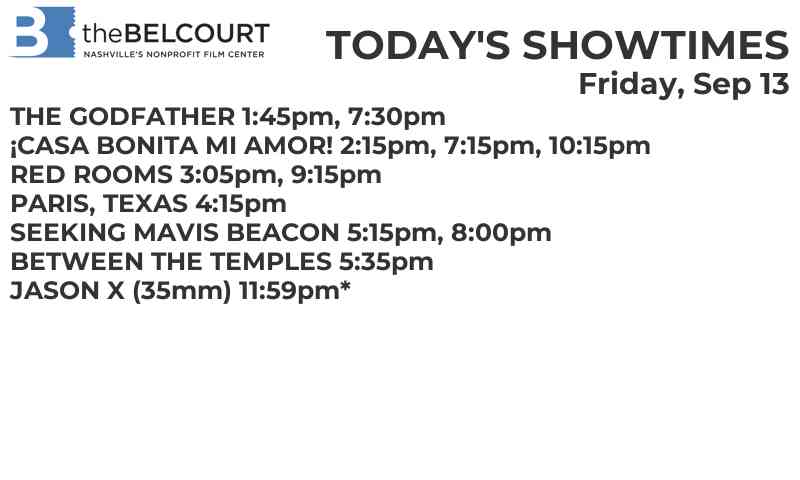 B theBELCOURT
NASHVILLE'S NONPROFIT FILM CENTER
TODAY'S SHOWTIMES
Friday, Sep 13
THE GODFATHER 1:45pm, 7:30pm
¡CASA BONITA MI AMOR! 2:15pm, 7:15pm, 10:15pm
RED ROOMS 3:05pm, 9:15pm
PARIS, TEXAS 4:15pm
SEEKING MAVIS BEACON 5:15pm, 8:00pm
BETWEEN THE TEMPLES 5:35pm
JASON X (35mm) 11:59pm*